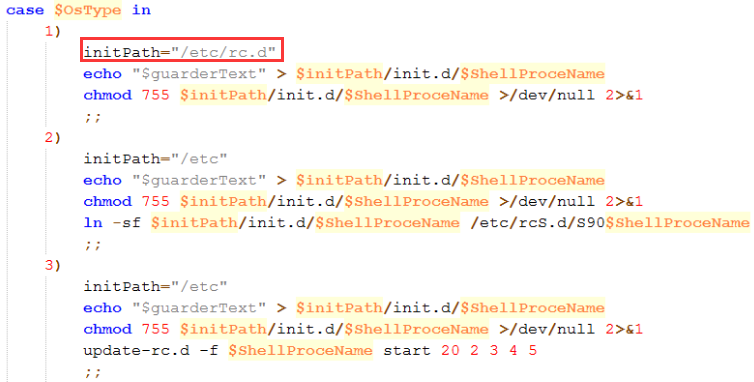 case $OsType in
1)
initPath="/etc/rc.d"
echo "$guarderText" > $initPath/init.d/$ShellProceName
chmod 755 $initPath/init.d/$ShellProceName >/dev/null 2>&1
;;
2)
initPath="/etc"
echo "$guarderText" > $initPath/init.d/$ShellProceName
chmod 755 $initPath/init.d/$ShellProceName >/dev/null 2>&1
ln -sf $initPath/init.d/$ShellProceName /etc/rcS.d/S90$ShellProceName
;;
3)
initPath="/etc"
echo "$guarderText" > $initPath/init.d/$ShellProceName
chmod 755 $initPath/init.d/$ShellProceName >/dev/null 2>&1
update-rc.d -f $ShellProceName start 20 2 3 4 5
;;